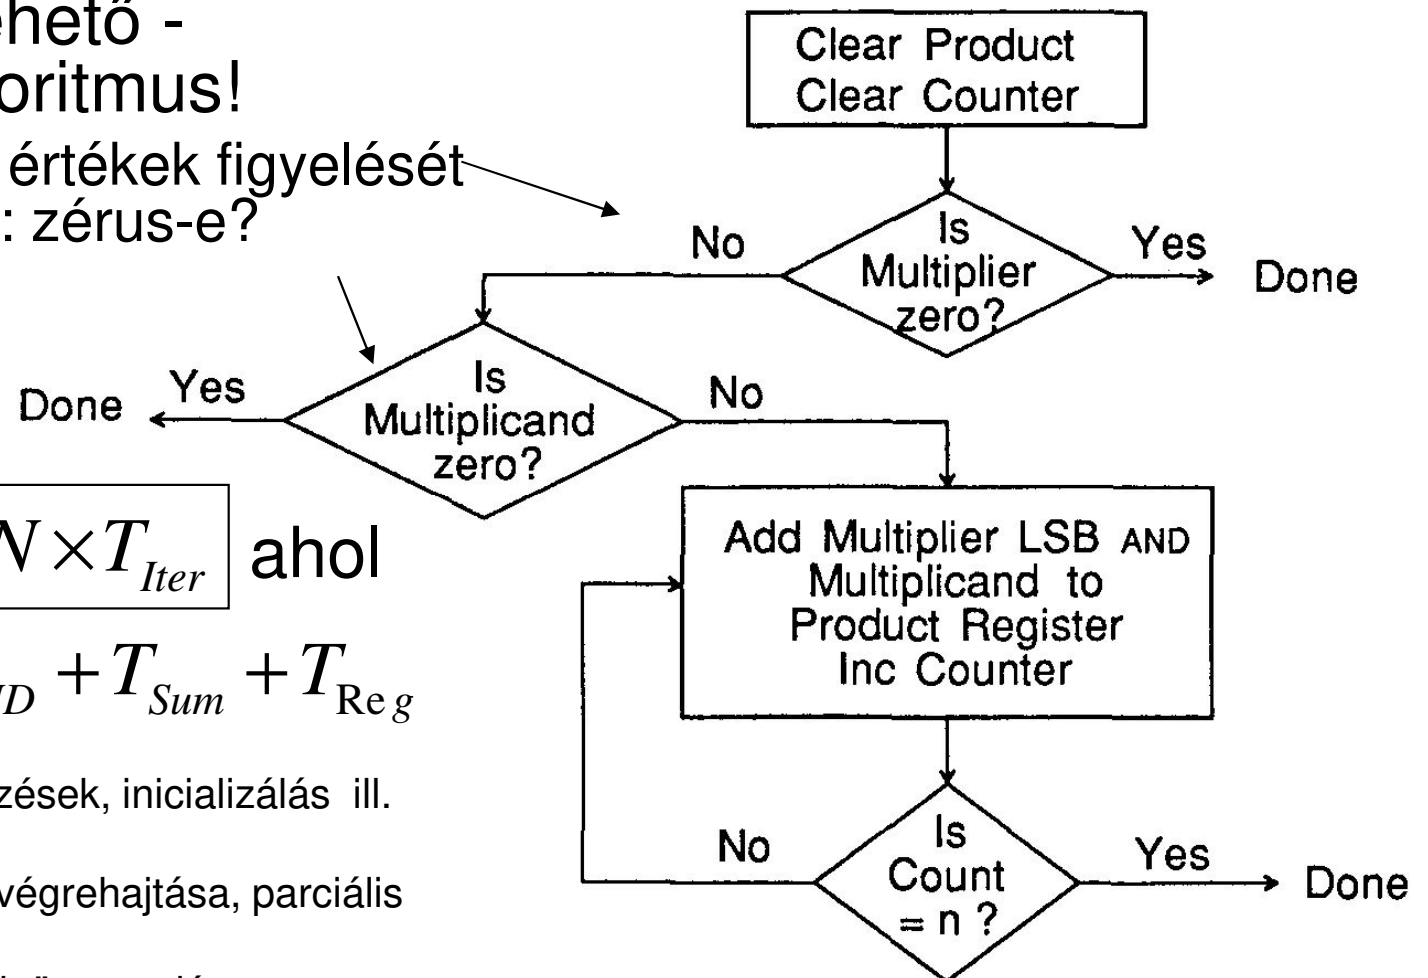 ehető -
oritmus!
értékek figyelését
: zérus-e?
Clear Product
Clear Counter
Is
Multiplier
zero?
No
Yes
Done
Is
Multiplicand
zero?
Yes
Done
No
N × T_Iter
ahol
ND + T_Sum + T_Reg
zések, inicializálás ill.
végrehajtása, parciális
Add Multiplier LSB AND
Multiplicand to
Product Register
Inc Counter
Is
Count
= n ?
No
Yes
Done